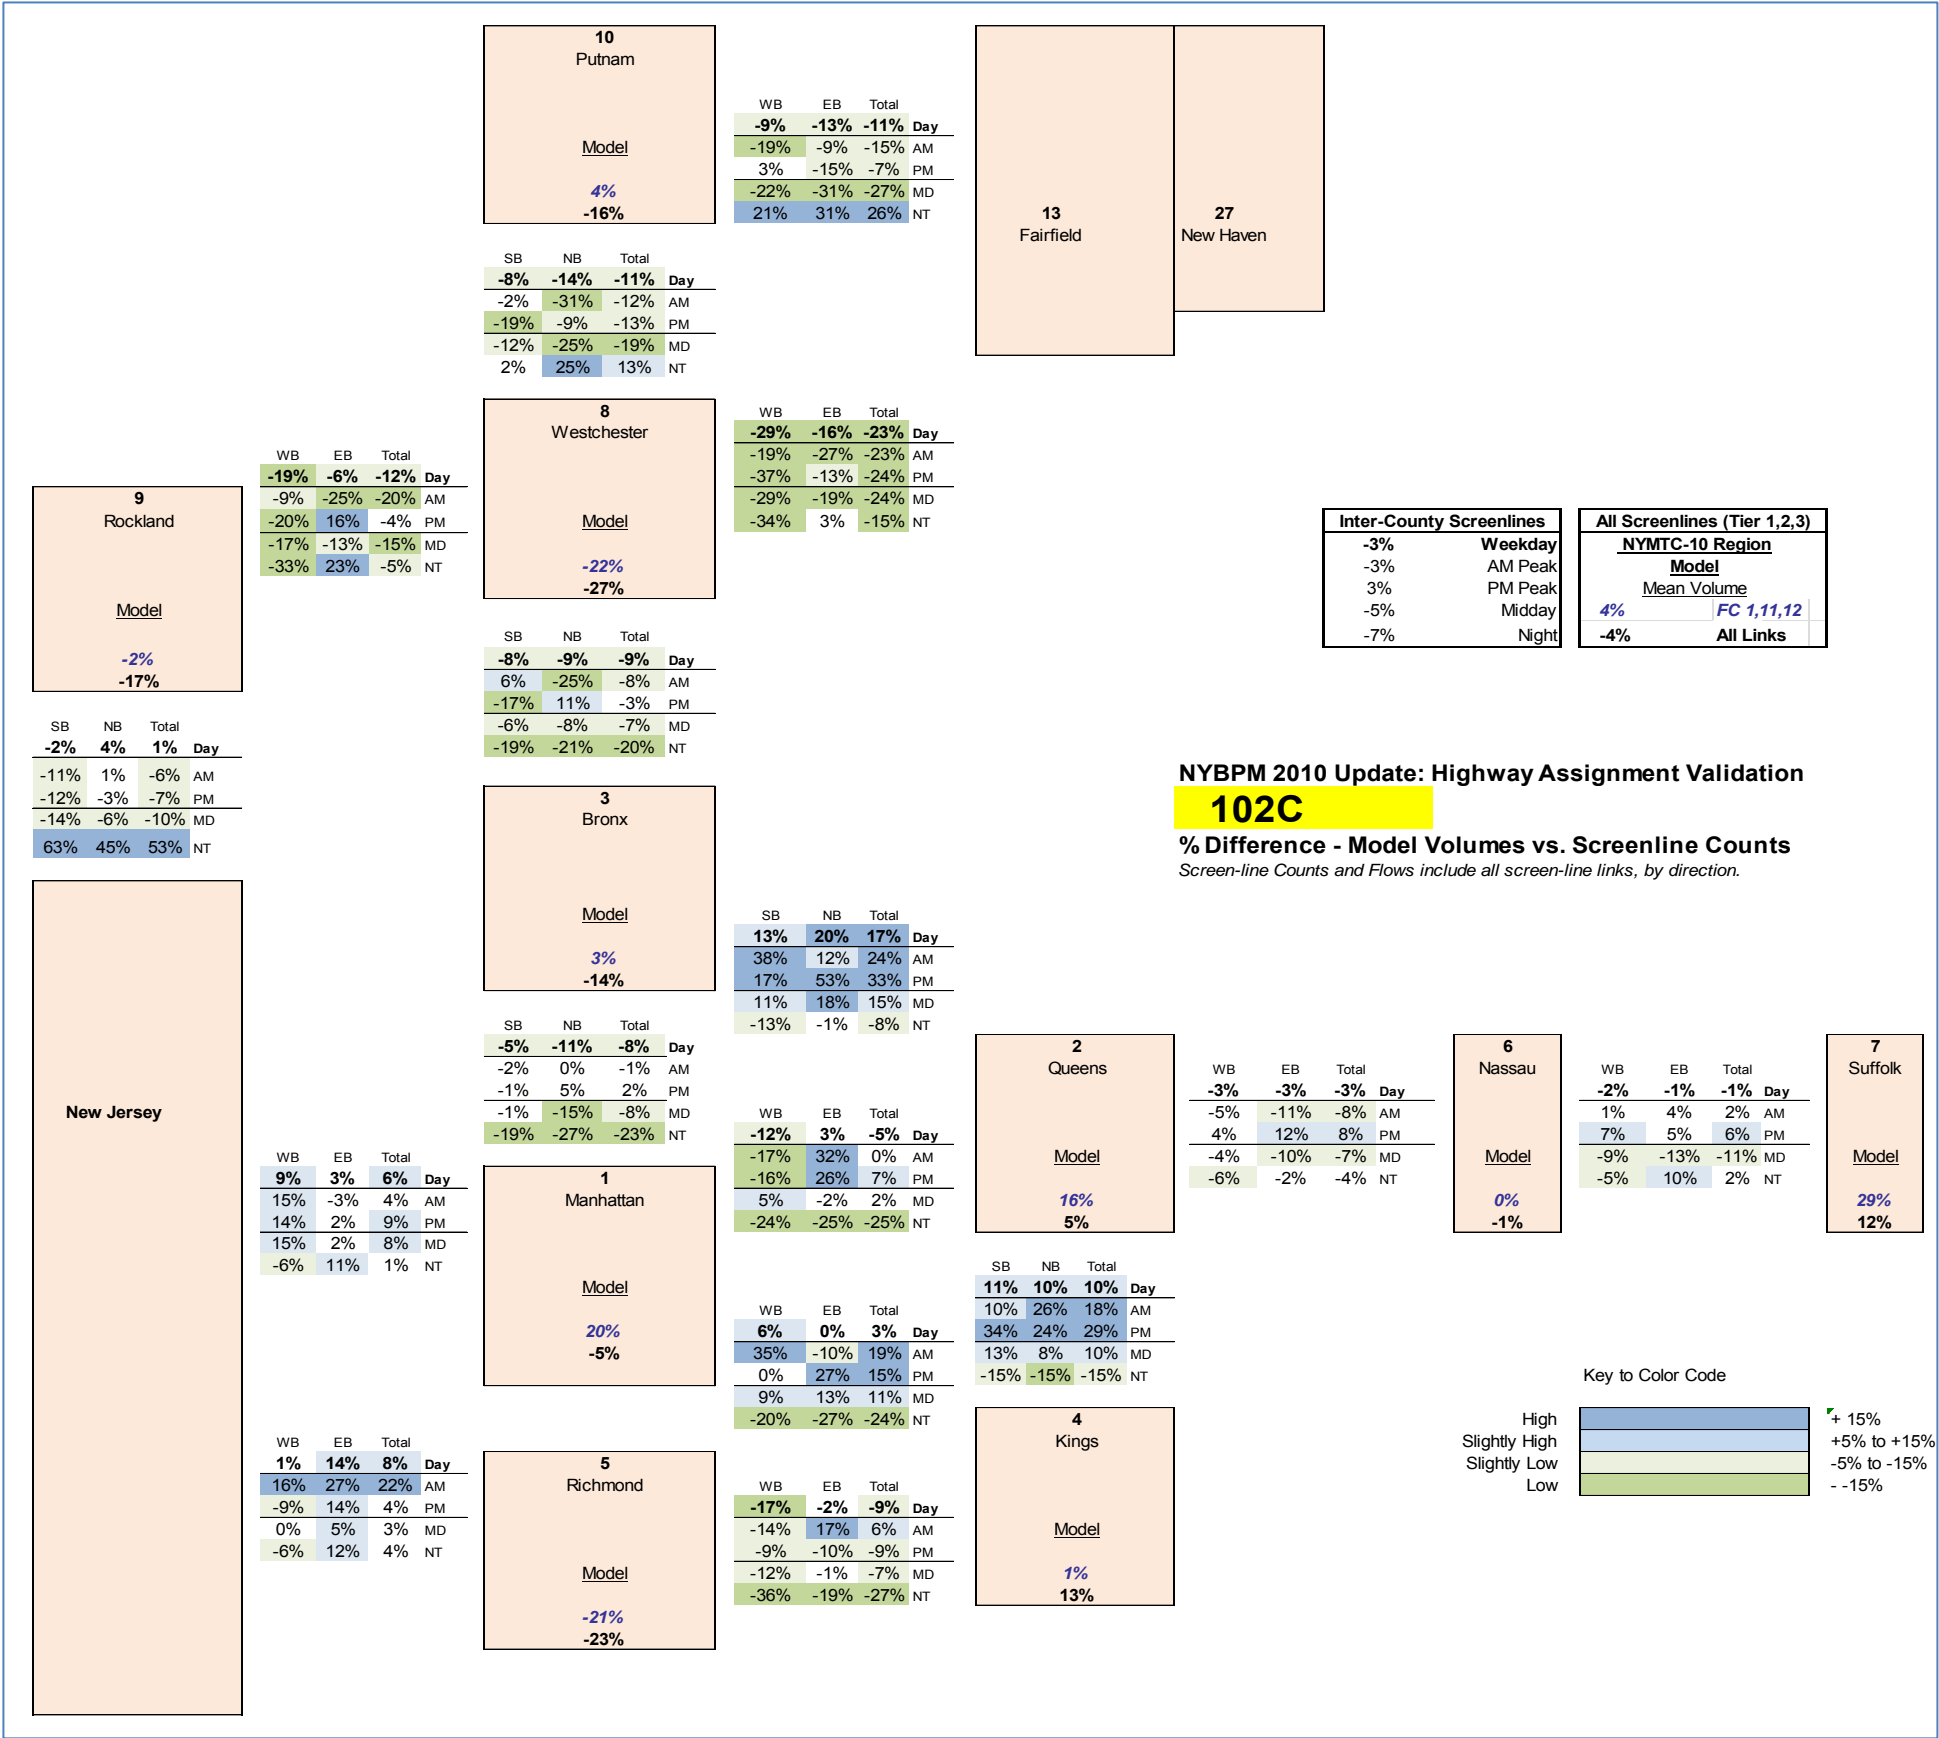 10
Putnam
Model
4%
-16%
WB EB Total
-9% -13% -11% Day
-19% -9% -15% AM
3% -15% -7% PM
-22% -31% -27% MD
21% 31% 26% NT
13
Fairfield
27
New Haven
SB NB Total
-8% -14% -11% Day
-2% -31% -12% AM
-19% -9% -13% PM
-12% -25% -19% MD
2% 25% 13% NT
8
Westchester
Model
-22%
-27%
WB EB Total
-29% -16% -23% Day
-19% -27% -23% AM
-37% -13% -24% PM
-29% -19% -24% MD
-34% 3% -15% NT
WB EB Total
-19% -6% -12% Day
-9% -25% -20% AM
-20% 16% -4% PM
-17% -13% -15% MD
-33% 23% -5% NT
9
Rockland
Model
-2%
-17%
Inter-County Screenlines
-3% Weekday
-3% AM Peak
3% PM Peak
-5% Midday
-7% Night
All Screenlines (Tier 1,2,3)
NYMTC-10 Region
Model
Mean Volume
4% FC 1,11,12
-4% All Links
SB NB Total
-8% -9% -9% Day
6% -25% -8% AM
-17% 11% -3% PM
-6% -8% -7% MD
-19% -21% -20% NT
SB NB Total
-2% 4% 1% Day
-11% 1% -6% AM
-12% -3% -7% PM
-14% -6% -10% MD
63% 45% 53% NT
NYBPM 2010 Update: Highway Assignment Validation
102C
% Difference - Model Volumes vs. Screenline Counts
Screen-line Counts and Flows include all screen-line links, by direction.
3
Bronx
Model
3%
-14%
SB NB Total
13% 20% 17% Day
38% 12% 24% AM
17% 53% 33% PM
11% 18% 15% MD
-13% -1% -8% NT
New Jersey
SB NB Total
-5% -11% -8% Day
-2% 0% -1% AM
-1% 5% 2% PM
-1% -15% -8% MD
-19% -27% -23% NT
2
Queens
Model
16%
5%
WB EB Total
-3% -3% -3% Day
-5% -11% -8% AM
4% 12% 8% PM
-4% -10% -7% MD
-6% -2% -4% NT
6
Nassau
Model
0%
-1%
WB EB Total
-2% -1% -1% Day
1% 4% 2% AM
7% 5% 6% PM
-9% -13% -11% MD
-5% 10% 2% NT
7
Suffolk
Model
29%
12%
WB EB Total
-12% 3% -5% Day
-17% 32% 0% AM
-16% 26% 7% PM
5% -2% 2% MD
-24% -25% -25% NT
WB EB Total
9% 3% 6% Day
15% -3% 4% AM
14% 2% 9% PM
15% 2% 8% MD
-6% 11% 1% NT
1
Manhattan
Model
20%
-5%
WB EB Total
6% 0% 3% Day
35% -10% 19% AM
0% 27% 15% PM
9% 13% 11% MD
-20% -27% -24% NT
SB NB Total
11% 10% 10% Day
10% 26% 18% AM
34% 24% 29% PM
13% 8% 10% MD
-15% -15% -15% NT
Key to Color Code
High + 15%
Slightly High +5% to +15%
Slightly Low -5% to -15%
Low - -15%
WB EB Total
1% 14% 8% Day
16% 27% 22% AM
-9% 14% 4% PM
0% 5% 3% MD
-6% 12% 4% NT
5
Richmond
Model
-21%
-23%
WB EB Total
-17% -2% -9% Day
-14% 17% 6% AM
-9% -10% -9% PM
-12% -1% -7% MD
-36% -19% -27% NT
4
Kings
Model
1%
13%